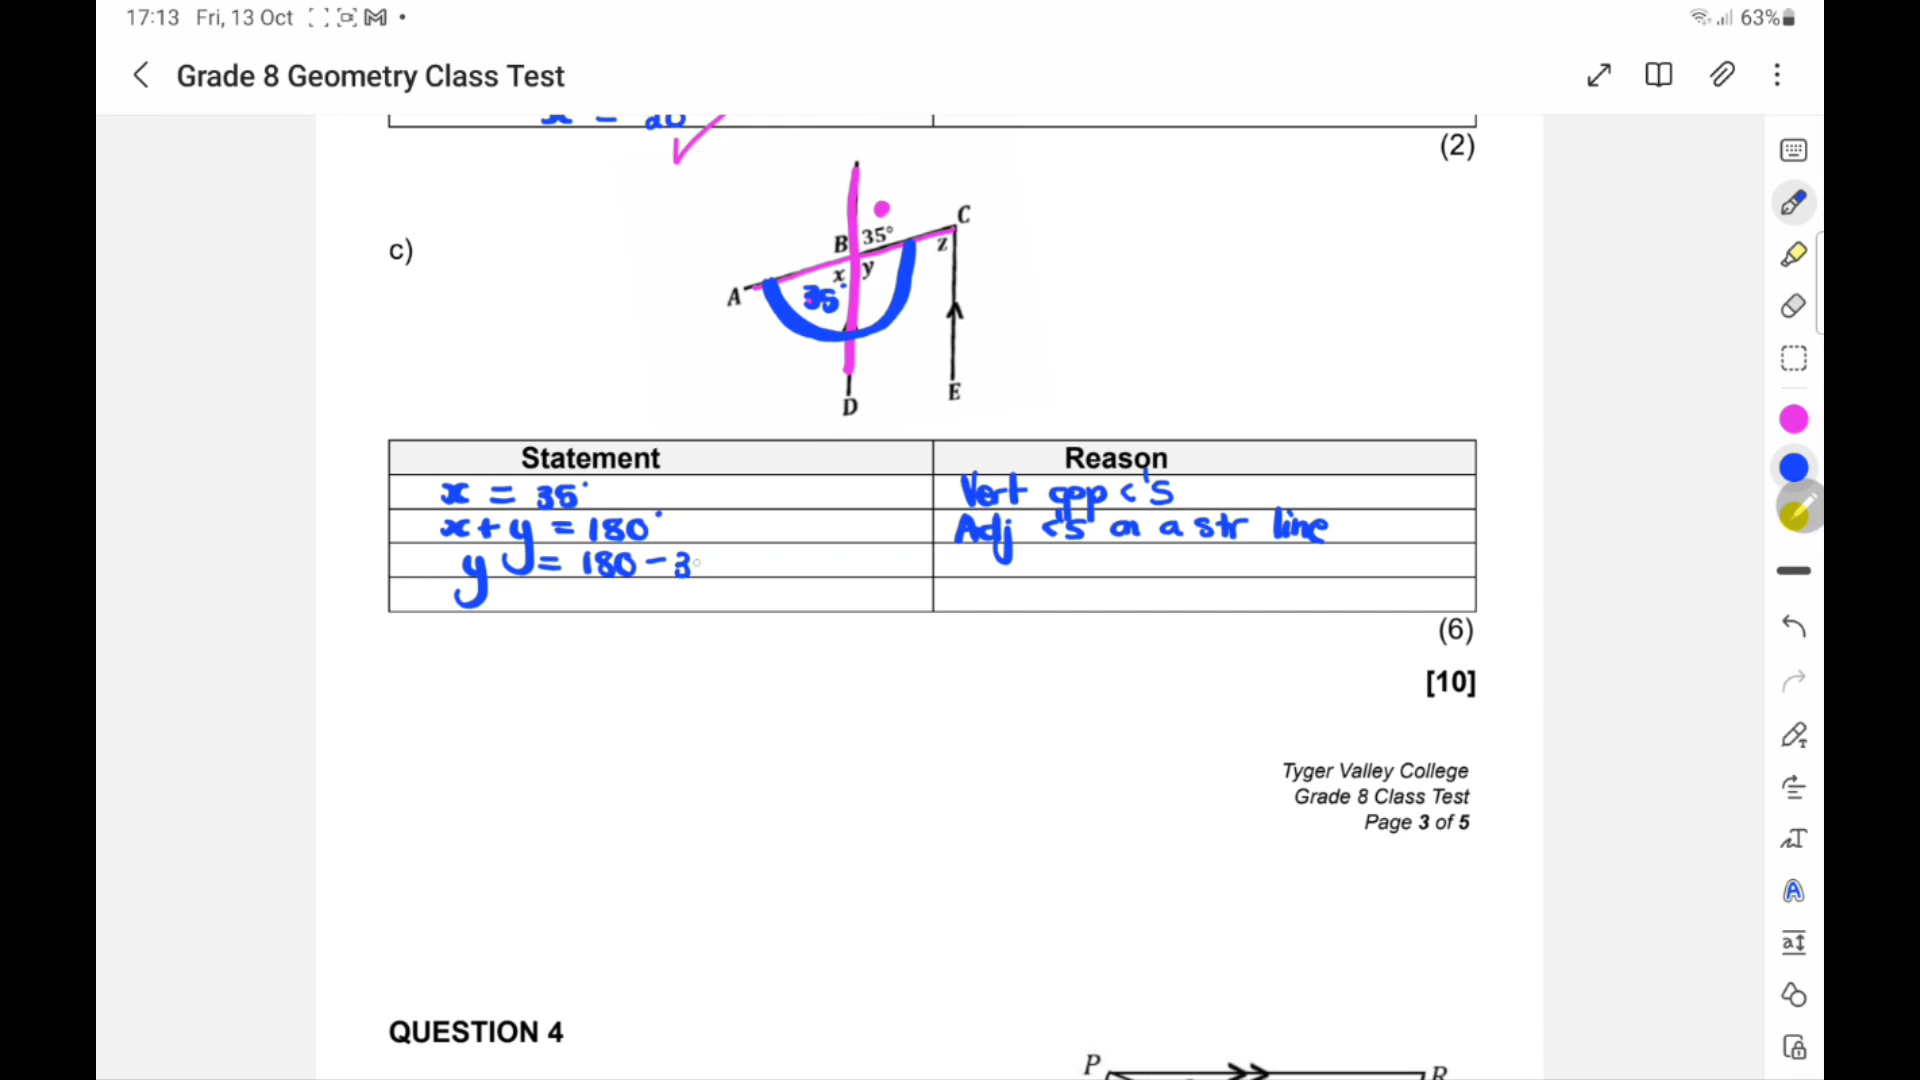 17:13 Fri, 13 Oct
63%
Grade 8 Geometry Class Test
(2)
c)
C
B 35°
z
x y
A
35°
E
D
Statement Reason
x = 35° Vert opp <'s
x + y = 180° Adj <'s on a str line
y = 180 - 3
(6)
[10]
Tyger Valley College
Grade 8 Class Test
Page 3 of 5
QUESTION 4
P
R